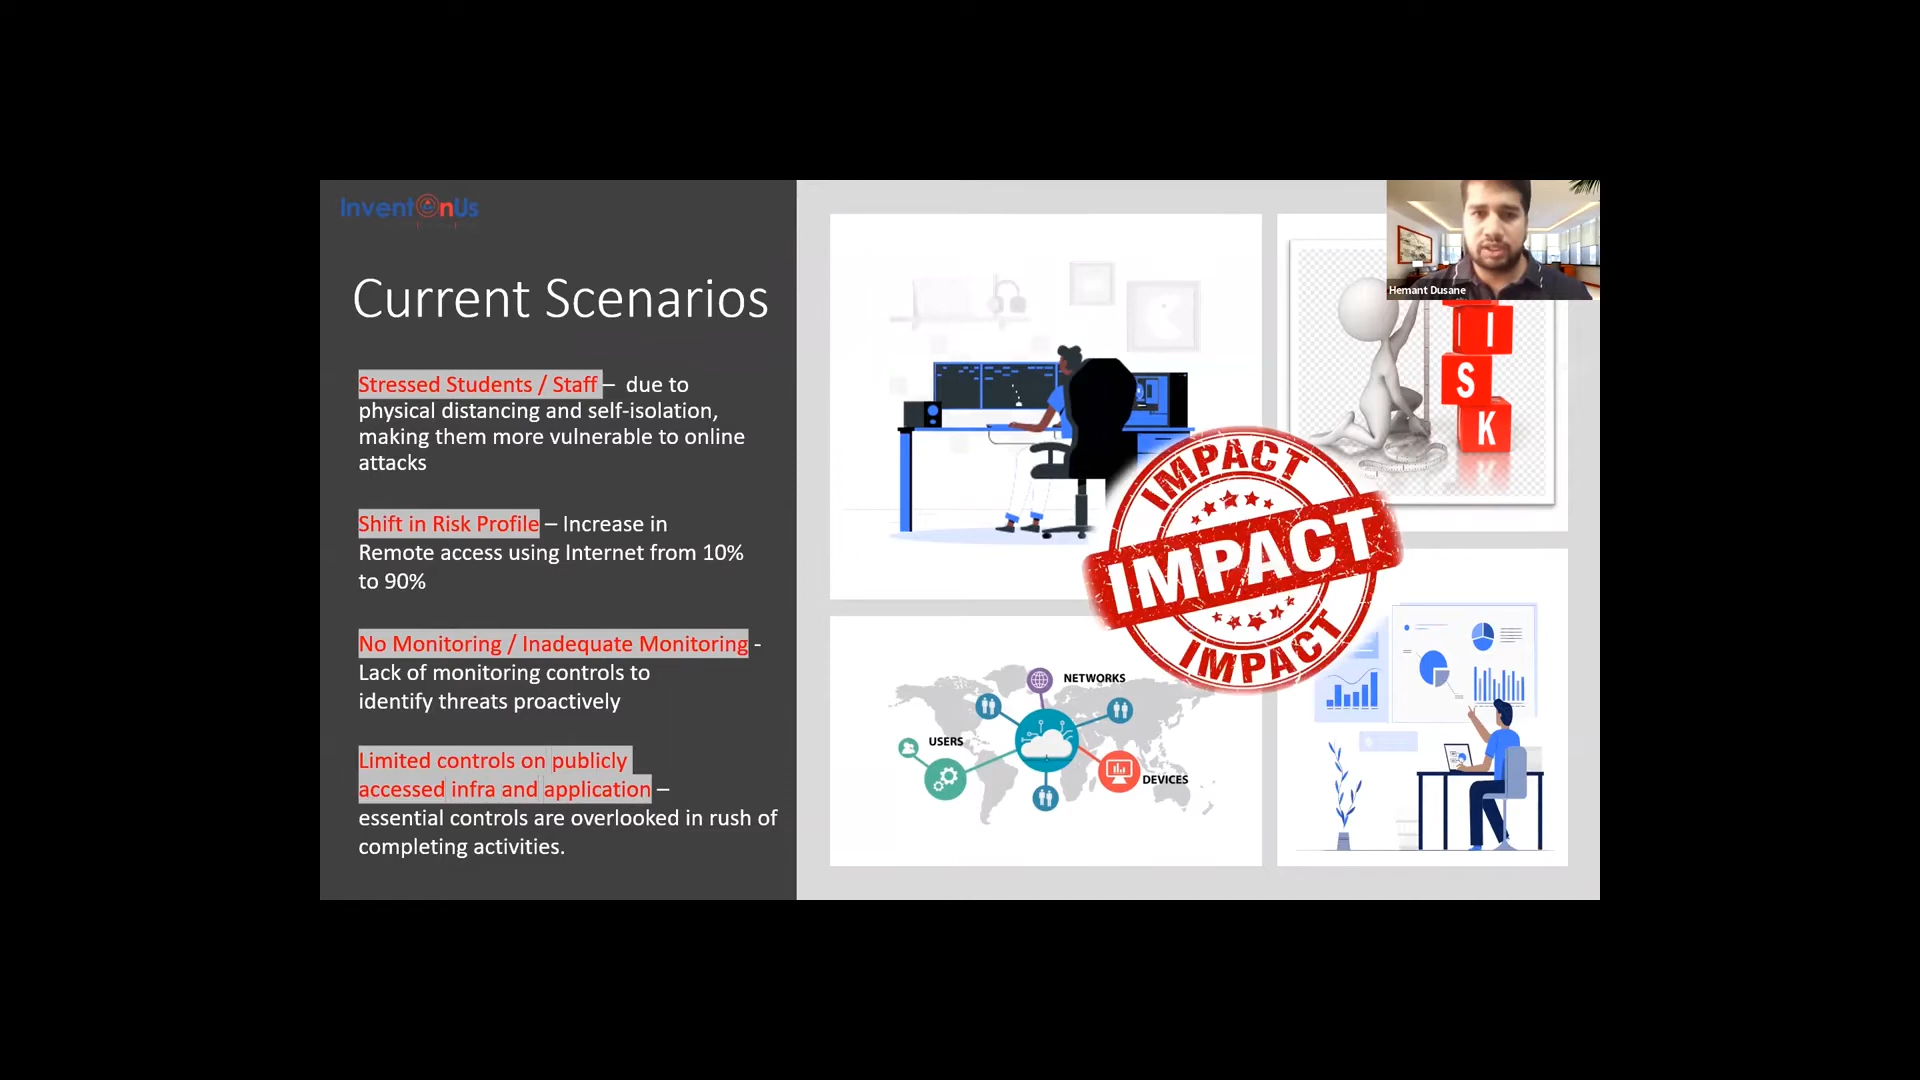 InventOnUs
Current Scenarios
Stressed Students / Staff – due to
physical distancing and self-isolation,
making them more vulnerable to online
attacks
Shift in Risk Profile – Increase in
Remote access using Internet from 10%
to 90%
No Monitoring / Inadequate Monitoring -
Lack of monitoring controls to
identify threats proactively
Limited controls on publicly
accessed infra and application –
essential controls are overlooked in rush of
completing activities.
Hemant Dusane
I
S
K
IMPACT
IMPACT
IMPACT
NETWORKS
USERS
DEVICES